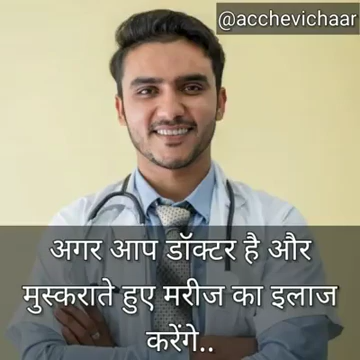 @acchevichaar
अगर आप डॉक्टर है और
मुस्कराते हुए मरीज का इलाज
करेंगे..